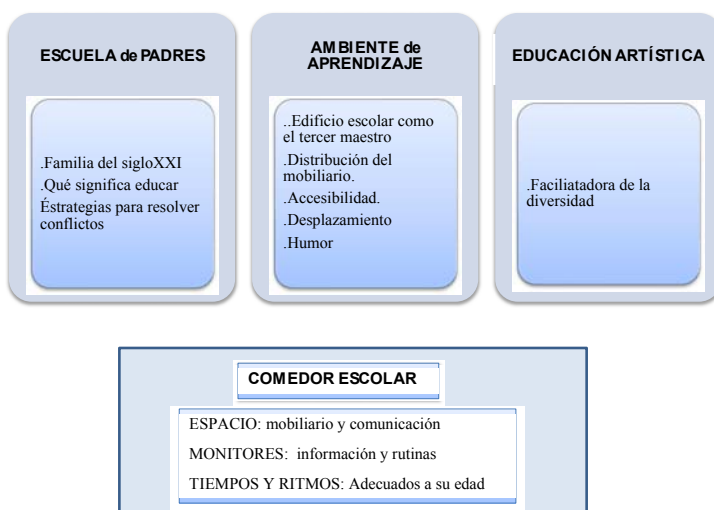 ESCUELA de PADRES
.Familia del sigloXXI
.Qué significa educar
Éstrategias para resolver
conflictos
AMBIENTE de
APRENDIZAJE
..Edificio escolar como
el tercer maestro
.Distribución del
mobiliario.
.Accesibilidad.
.Desplazamiento
.Humor
EDUCACIÓN ARTÍSTICA
.Faciliatadora de la
diversidad
COMEDOR ESCOLAR
ESPACIO: mobiliario y comunicación
MONITORES: información y rutinas
TIEMPOS Y RITMOS: Adecuados a su edad